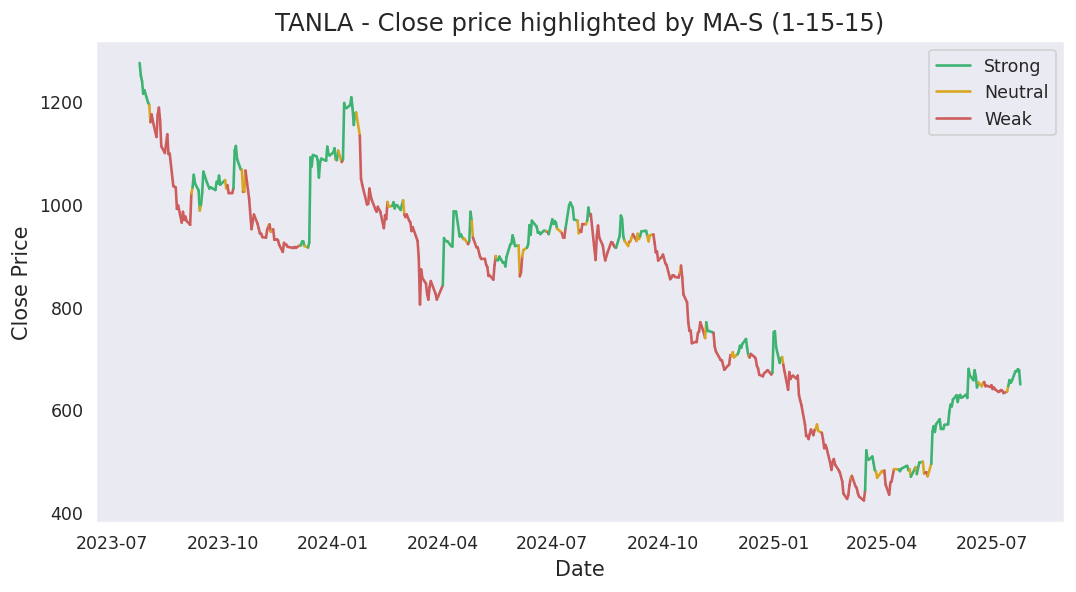 TANLA - Close price highlighted by MA-S (1-15-15)
Strong
Neutral
Weak
Close Price
1200
1000
800
600
400
2023-07 2023-10 2024-01 2024-04 2024-07 2024-10 2025-01 2025-04 2025-07
Date